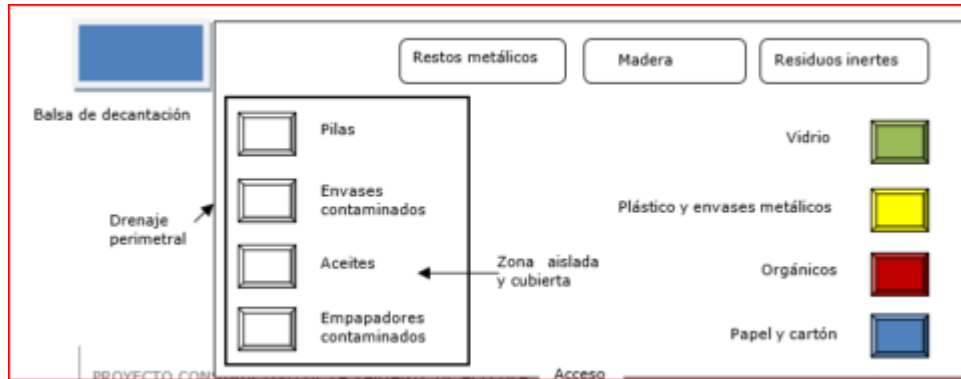 Restos metálicos
Madera
Residuos inertes
Balsa de decantación
Pilas
Vidrio
Envases
contaminados
Plástico y envases metálicos
Drenaje
perimetral
Aceites
Zona aislada
y cubierta
Orgánicos
Empapadores
contaminados
Papel y cartón
Acceso
PROYECTO